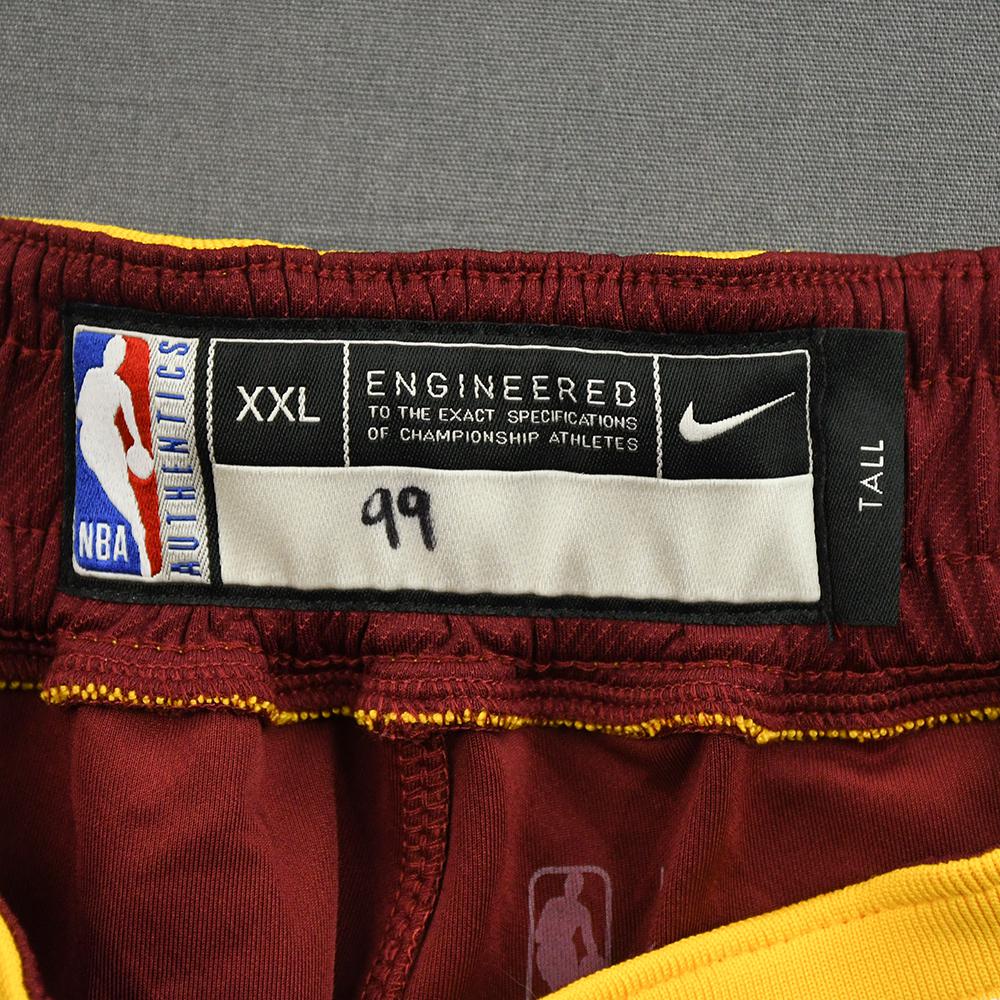 NBA
AUTHENTICS
XXL
ENGINEERED
TO THE EXACT SPECIFICATIONS
OF CHAMPIONSHIP ATHLETES
99
TALL